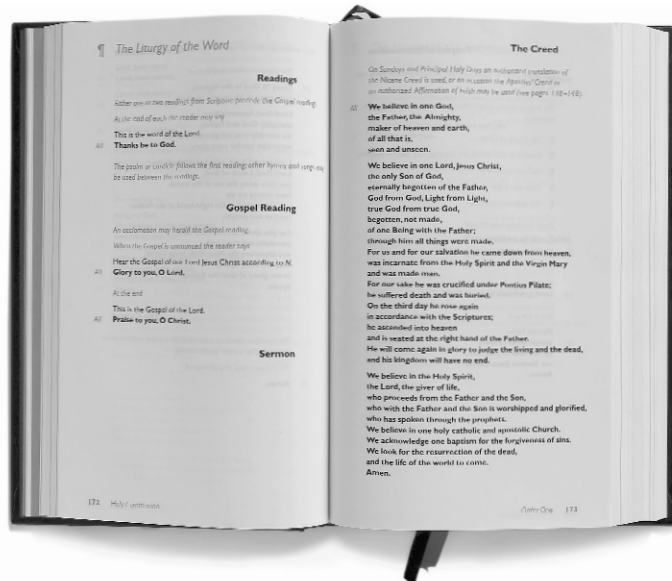 ¶ The Liturgy of the Word
Readings
Either one or two readings from Scripture precede the Gospel reading.
At the end of each the reader may say
This is the word of the Lord.
All Thanks be to God.
The psalm or canticle follows the first reading; other hymns and songs may
be used between the readings.
Gospel Reading
An acclamation may herald the Gospel reading.
When the Gospel is announced the reader says
Hear the Gospel of our Lord Jesus Christ according to N.
All Glory to you, O Lord.
At the end
This is the Gospel of the Lord.
All Praise to you, O Christ.
Sermon
172 Holy Communion
The Creed
On Sundays and Principal Holy Days an authorized translation of
the Nicene Creed is used, or on occasion the Apostles' Creed or
an authorized Affirmation of Faith may be used (see pages 138–148).
All We believe in one God,
the Father, the Almighty,
maker of heaven and earth,
of all that is,
seen and unseen.
We believe in one Lord, Jesus Christ,
the only Son of God,
eternally begotten of the Father,
God from God, Light from Light,
true God from true God,
begotten, not made,
of one Being with the Father;
through him all things were made.
For us and for our salvation he came down from heaven,
was incarnate from the Holy Spirit and the Virgin Mary
and was made man.
For our sake he was crucified under Pontius Pilate;
he suffered death and was buried.
On the third day he rose again
in accordance with the Scriptures;
he ascended into heaven
and is seated at the right hand of the Father.
He will come again in glory to judge the living and the dead,
and his kingdom will have no end.
We believe in the Holy Spirit,
the Lord, the giver of life,
who proceeds from the Father and the Son,
who with the Father and the Son is worshipped and glorified,
who has spoken through the prophets.
We believe in one holy catholic and apostolic Church.
We acknowledge one baptism for the forgiveness of sins.
We look for the resurrection of the dead,
and the life of the world to come.
Amen.
Order One 173